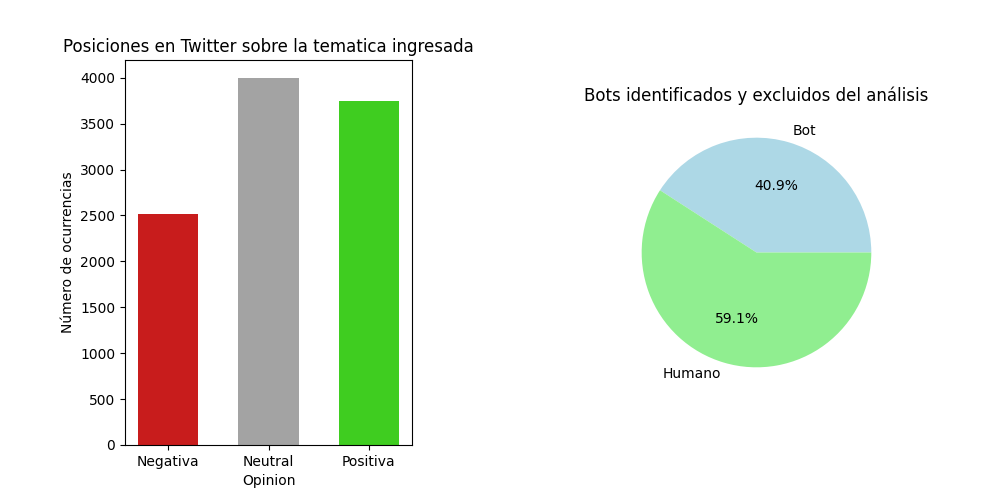 Posiciones en Twitter sobre la tematica ingresada
Número de ocurrencias
4000
3500
3000
2500
2000
1500
1000
500
0
Negativa
Neutral
Positiva
Opinion
Bots identificados y excluidos del análisis
Bot
40.9%
59.1%
Humano